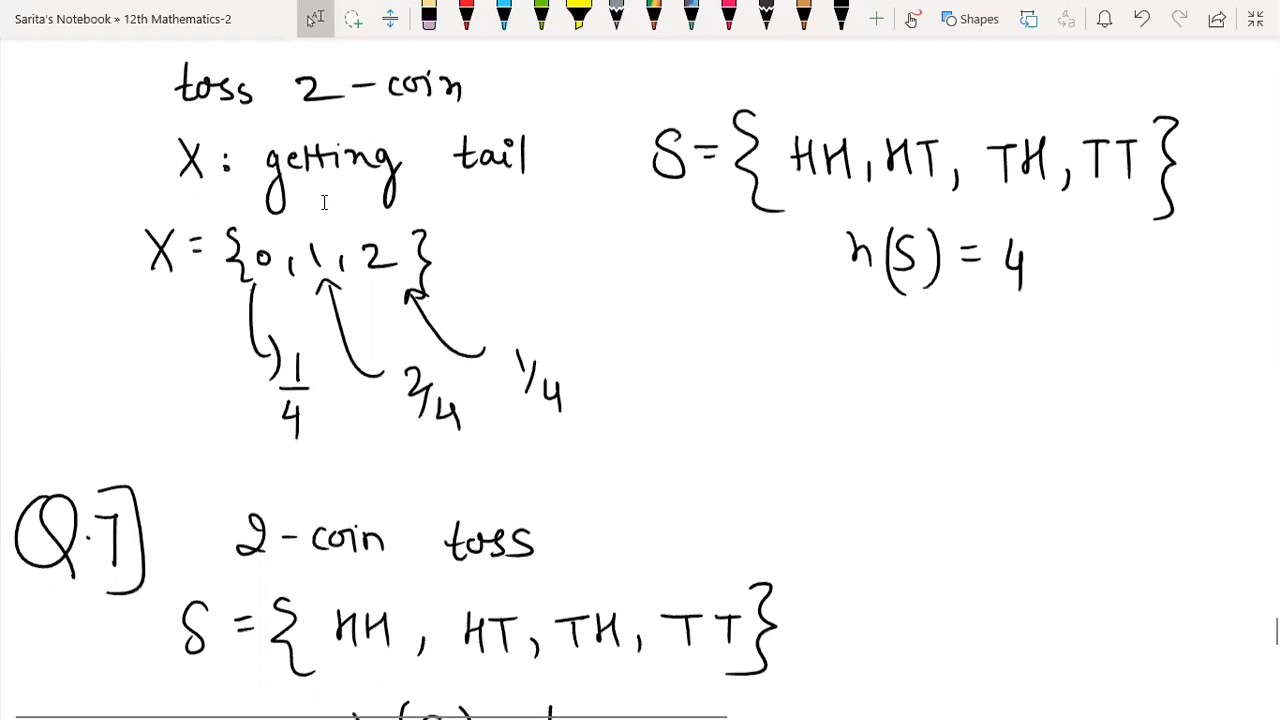 Sarita's Notebook » 12th Mathematics-2
Shapes
toss 2-coin
X : getting tail
X = {0, 1, 2}
1/4 2/4 1/4
S = { HH, HT, TH, TT }
n(S) = 4
Q.7] 2-coin toss
S = { HH, HT, TH, TT }